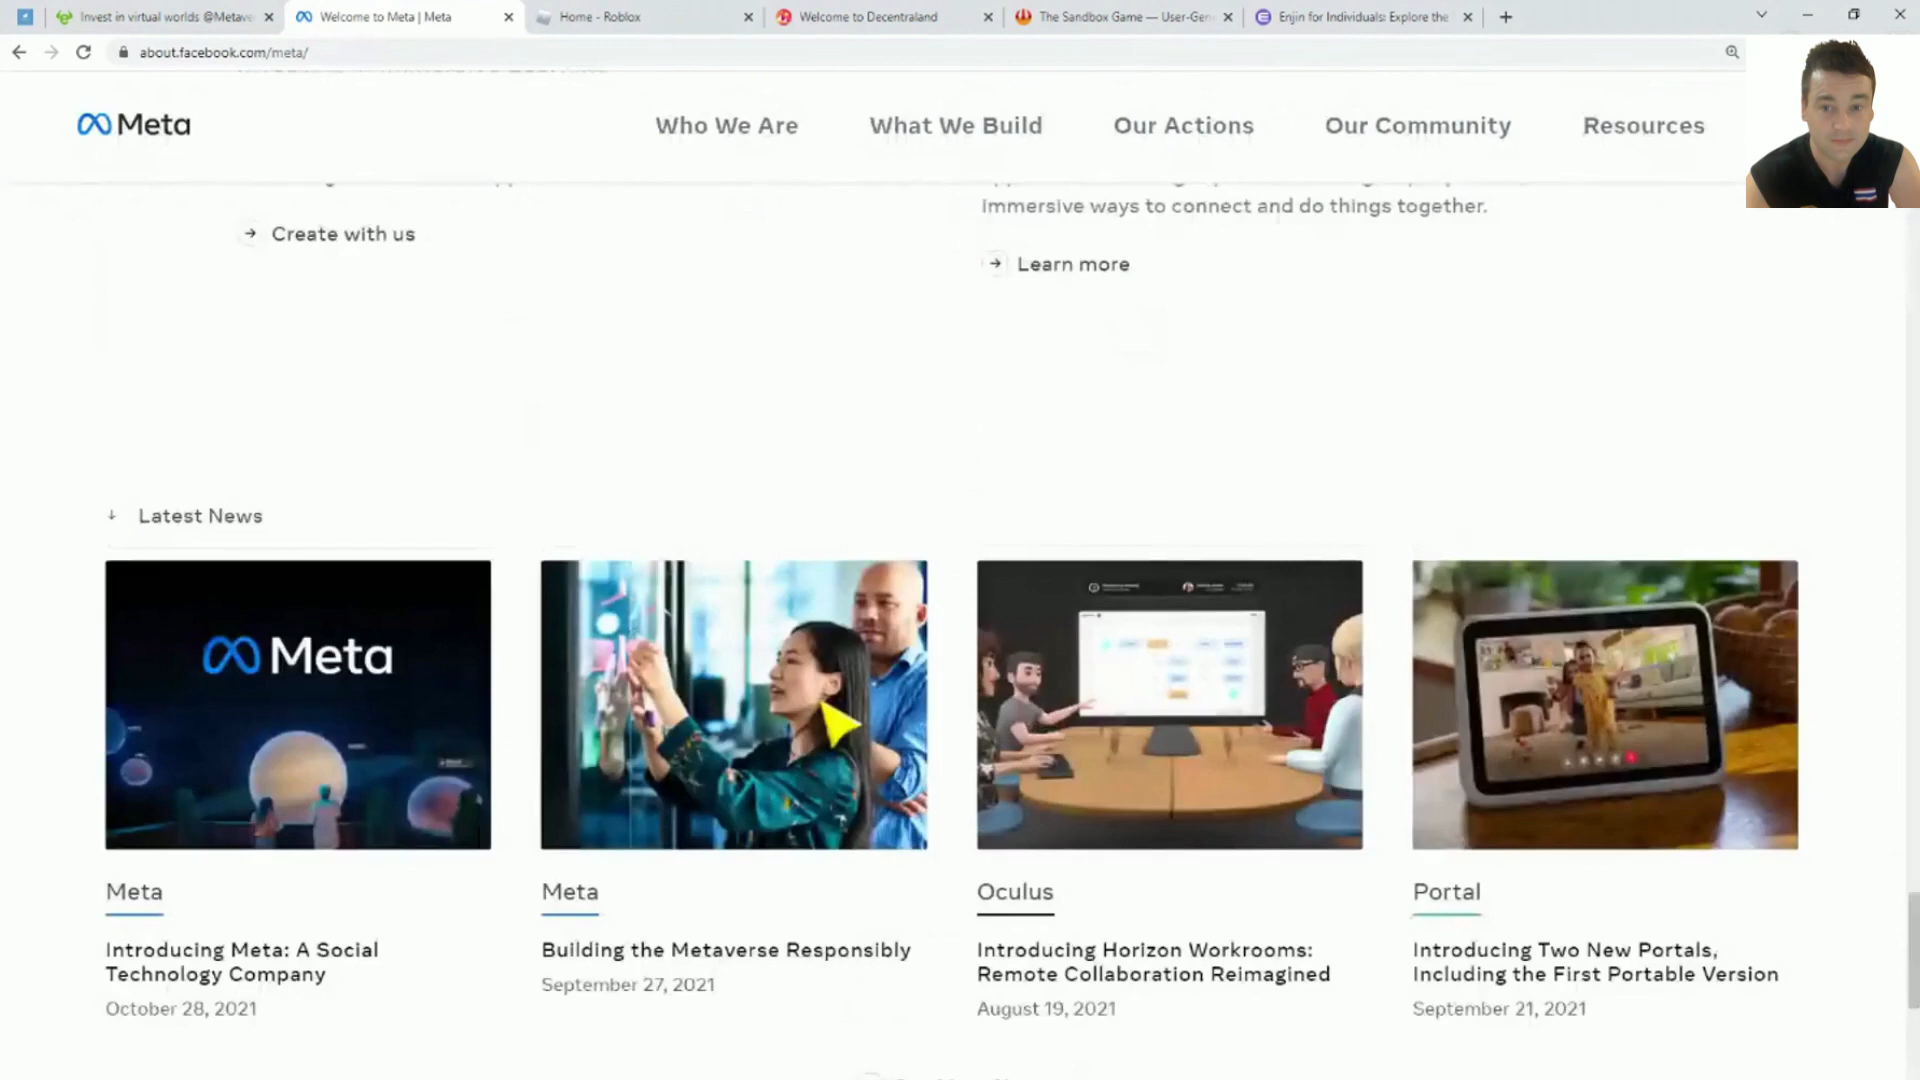 Invest in virtual worlds @Metave
Welcome to Meta | Meta
Home - Roblox
Welcome to Decentraland
The Sandbox Game — User-Gen
Enjin for Individuals: Explore the
about.facebook.com/meta/
Meta
Who We Are
What We Build
Our Actions
Our Community
Resources
immersive ways to connect and do things together.
Create with us
Learn more
Latest News
Meta
Meta
Introducing Meta: A Social
Technology Company
October 28, 2021
Meta
Building the Metaverse Responsibly
September 27, 2021
Oculus
Introducing Horizon Workrooms:
Remote Collaboration Reimagined
August 19, 2021
Portal
Introducing Two New Portals,
Including the First Portable Version
September 21, 2021